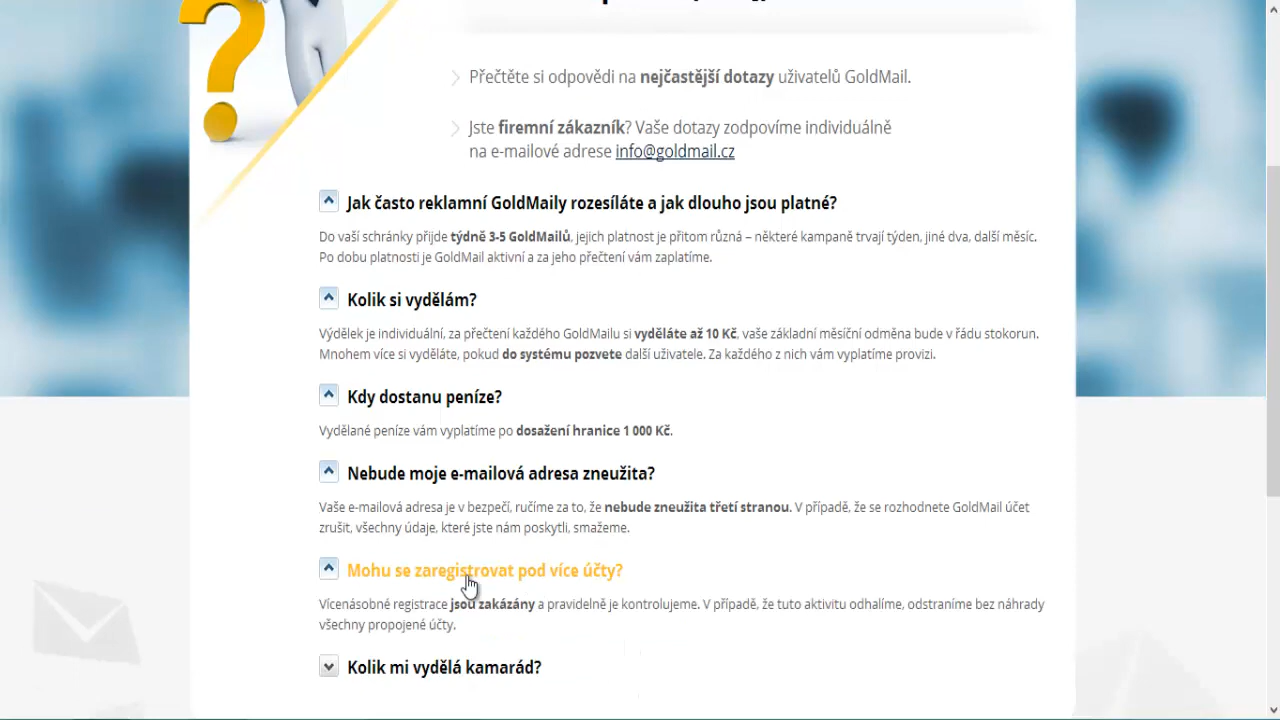 Přečtěte si odpovědi na nejčastější dotazy uživatelů GoldMail.
Jste firemní zákazník? Vaše dotazy zodpovíme individuálně
na e-mailové adrese info@goldmail.cz
Jak často reklamní GoldMaily rozesíláte a jak dlouho jsou platné?
Do vaší schránky přijde týdně 3-5 GoldMailů, jejich platnost je přitom různá – některé kampaně trvají týden, jiné dva, další měsíc.
Po dobu platnosti je GoldMail aktivní a za jeho přečtení vám zaplatíme.
Kolik si vydělám?
Výdělek je individuální, za přečtení každého GoldMailu si vyděláte až 10 Kč, vaše základní měsíční odměna bude v řádu stokorun.
Mnohem více si vyděláte, pokud do systému pozvete další uživatele. Za každého z nich vám vyplatíme provizi.
Kdy dostanu peníze?
Vydělané peníze vám vyplatíme po dosažení hranice 1 000 Kč.
Nebude moje e-mailová adresa zneužita?
Vaše e-mailová adresa je v bezpečí, ručíme za to, že nebude zneužita třetí stranou. V případě, že se rozhodnete GoldMail účet
zrušit, všechny údaje, které jste nám poskytli, smažeme.
Mohu se zaregistrovat pod více účty?
Vícenásobné registrace jsou zakázány a pravidelně je kontrolujeme. V případě, že tuto aktivitu odhalíme, odstraníme bez náhrady
všechny propojené účty.
Kolik mi vydělá kamarád?